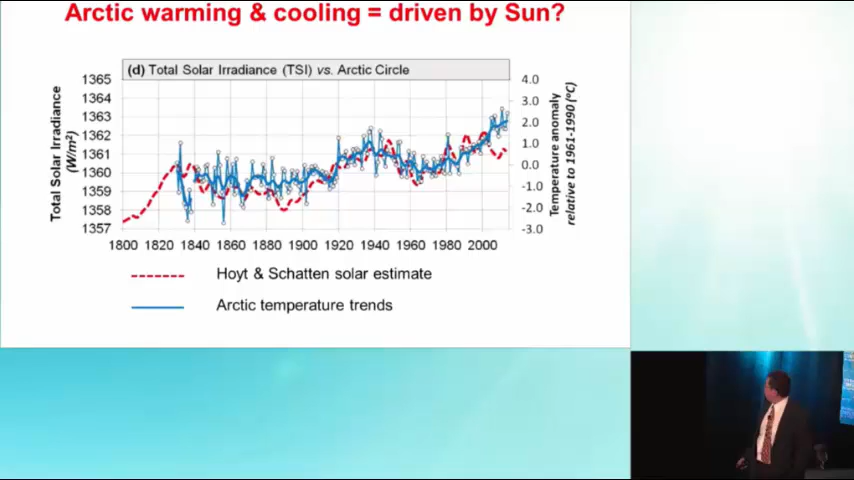 Arctic warming & cooling = driven by Sun?
(d) Total Solar Irradiance (TSI) vs. Arctic Circle
Total Solar Irradiance
(W/m²)
1365
1364
1363
1362
1361
1360
1359
1358
1357
4.0
3.0
2.0
1.0
0.0
-1.0
-2.0
-3.0
Temperature anomaly
relative to 1961-1990 (°C)
1800 1820 1840 1860 1880 1900 1920 1940 1960 1980 2000
Hoyt & Schatten solar estimate
Arctic temperature trends